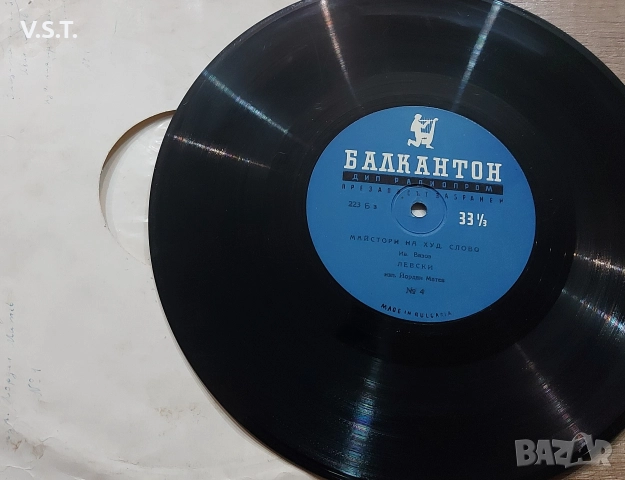 V.S.T.
БАЛКАНТОН
ДИП РАДИОПРОМ
223 Б
33⅓
МАЙСТОРИ НА ХУД. СЛОВО
Ив. Вазов
ЛЕВСКИ
изп. Йордан Матев
№ 4
MADE IN BULGARIA
BAZAR